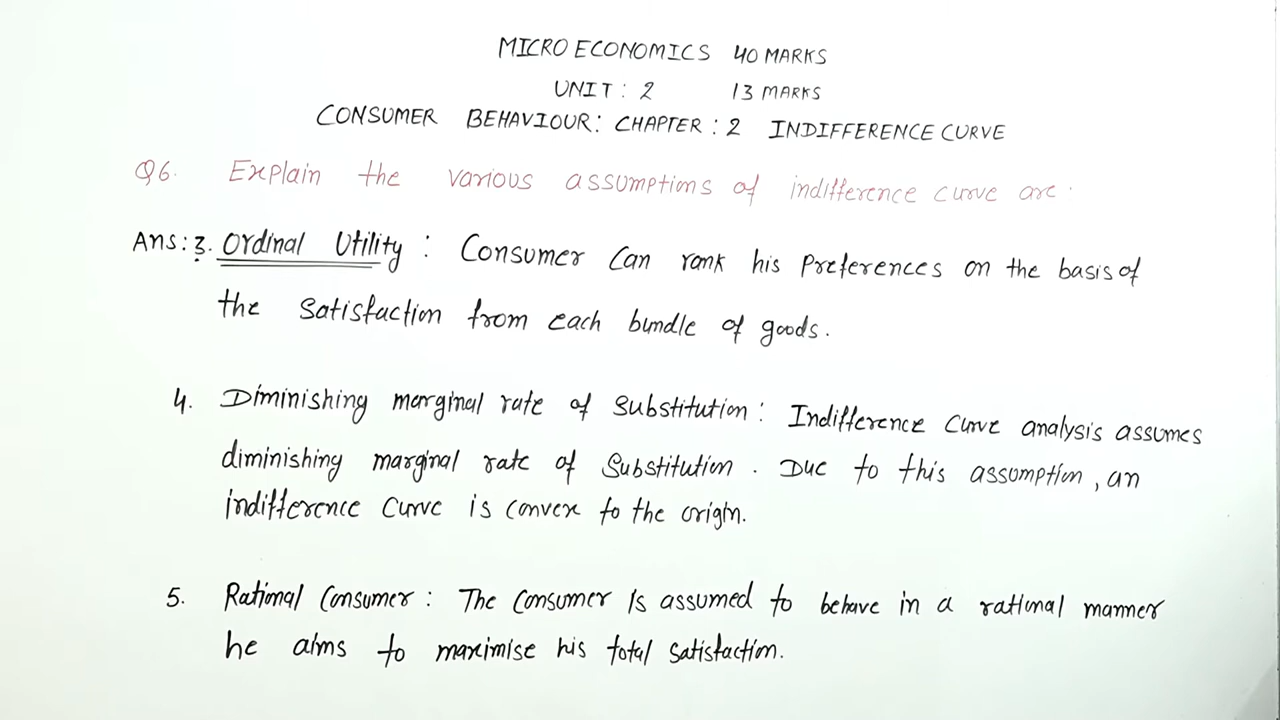 MICRO ECONOMICS 40 MARKS
UNIT : 2 13 MARKS
CONSUMER BEHAVIOUR: CHAPTER : 2 INDIFFERENCE CURVE
Q6. Explain the various assumptions of indifference curve are.
Ans: 3. Ordinal Utility : Consumer Can rank his Preferences on the basis of
the Satisfaction from each bundle of goods.
4. Diminishing marginal rate of Substitution : Indifference Curve analysis assumes
diminishing marginal rate of Substitution . Due to this assumption, an
indifference Curve is Convex to the origin.
5. Rational Consumer : The Consumer is assumed to behave in a rational manner
he aims to maximise his total Satisfaction.